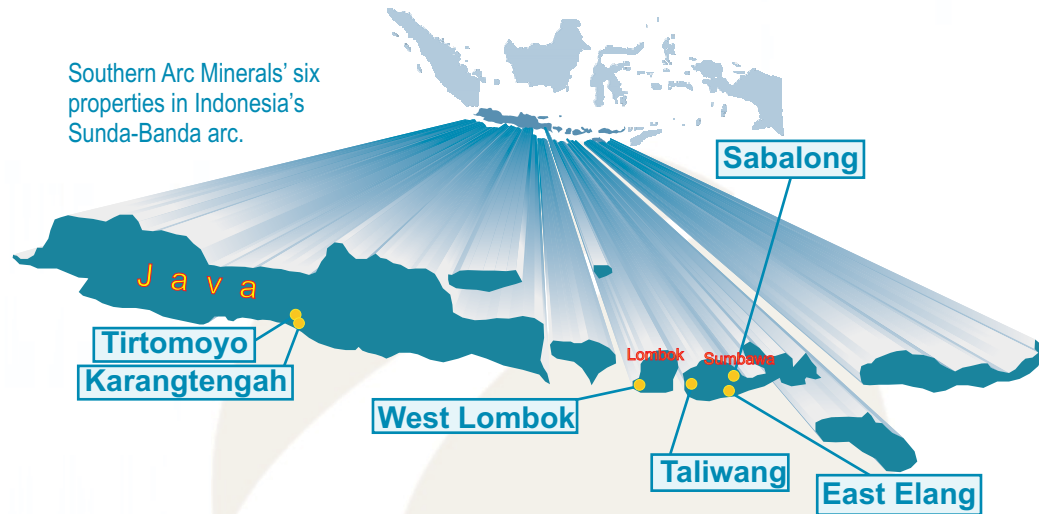 Southern Arc Minerals’ six
properties in Indonesia’s
Sunda-Banda arc.
Sabalong
Java
Tirtomoyo
Karangtengah
Lombok
Sumbawa
West Lombok
Taliwang
East Elang